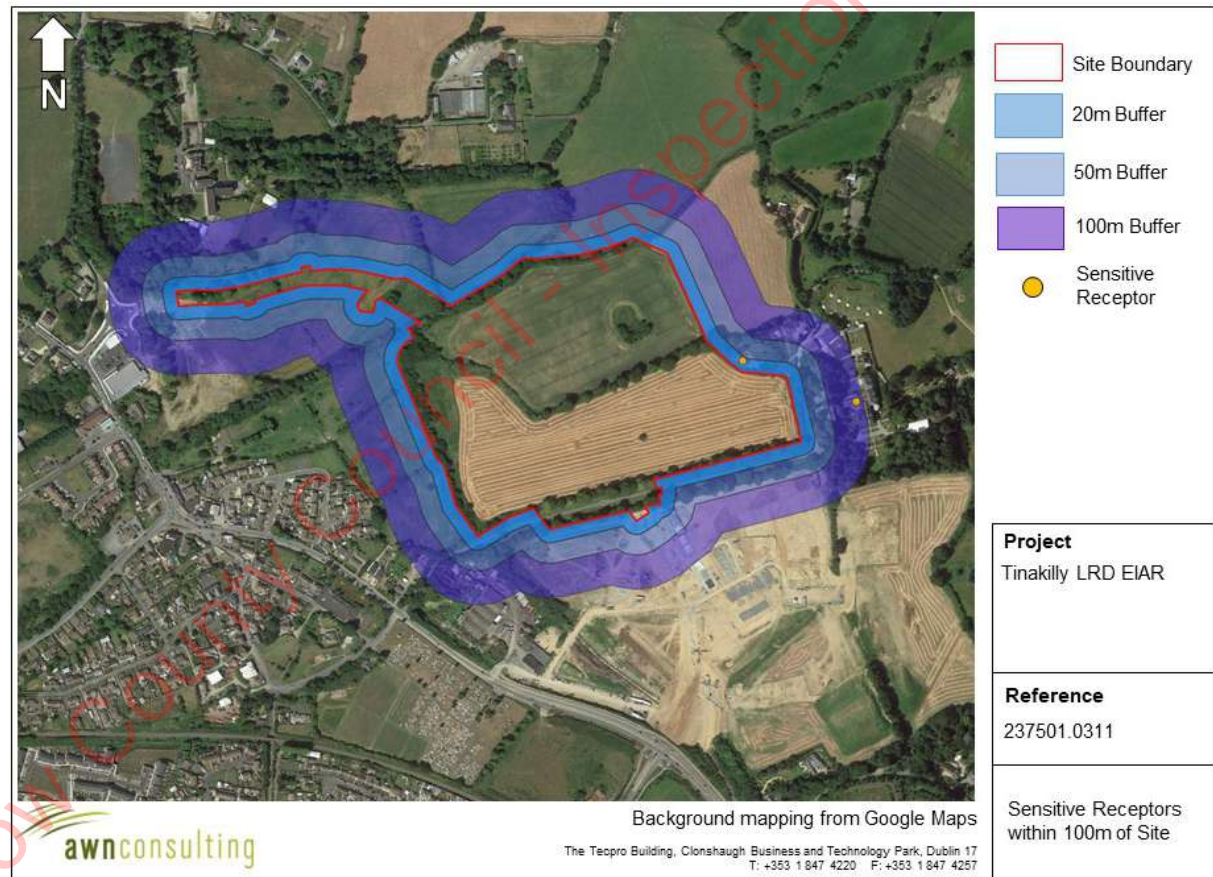 N
Site Boundary
20m Buffer
50m Buffer
100m Buffer
Sensitive
Receptor
Project
Tinakilly LRD EIAR
Reference
237501.0311
Sensitive Receptors
within 100m of Site
Background mapping from Google Maps
awnconsulting
The Tecpro Building, Clonshaugh Business and Technology Park, Dublin 17
T: +353 1 847 4220 F: +353 1 847 4257
ow County Council - Inspection